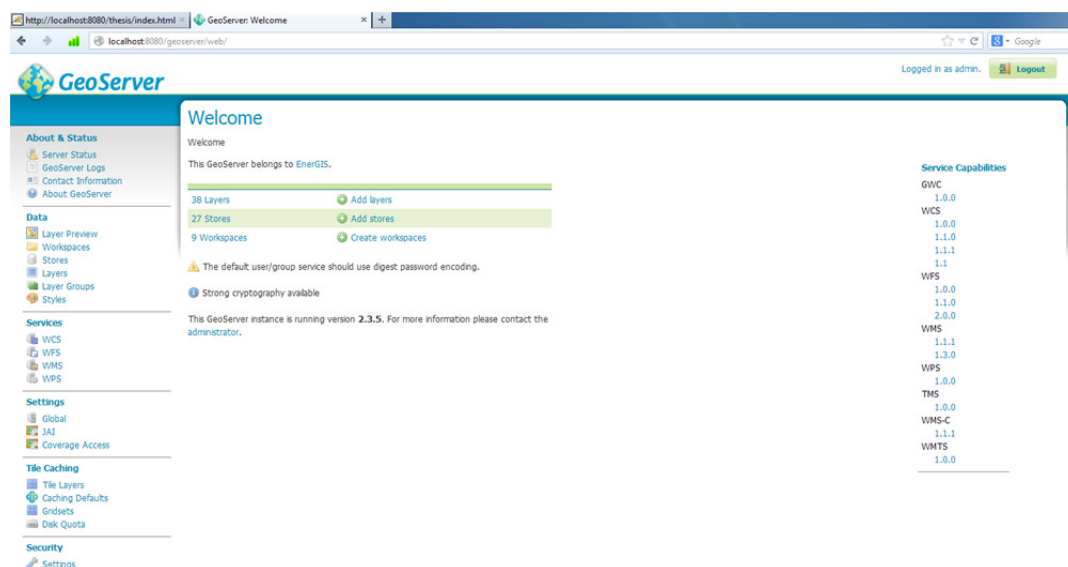 http://localhost:8080/thesis/index.html
GeoServer: Welcome
localhost:8080/geoserver/web/
Google
GeoServer
Logged in as admin.
Logout
About & Status
Server Status
GeoServer Logs
Contact Information
About GeoServer
Data
Layer Preview
Workspaces
Stores
Layers
Layer Groups
Styles
Services
WCS
WFS
WMS
WPS
Settings
Global
JAI
Coverage Access
Tile Caching
Tile Layers
Caching Defaults
Gridsets
Disk Quota
Security
Settings
Welcome
Welcome
This GeoServer belongs to EnerGIS.
38 Layers Add layers
27 Stores Add stores
9 Workspaces Create workspaces
The default user/group service should use digest password encoding.
Strong cryptography available
This GeoServer instance is running version 2.3.5. For more information please contact the
administrator.
Service Capabilities
GWC
1.0.0
WCS
1.0.0
1.1.0
1.1.1
1.1
WFS
1.0.0
1.1.0
2.0.0
WMS
1.1.1
1.3.0
WPS
1.0.0
TMS
1.0.0
WMS-C
1.1.1
WMTS
1.0.0